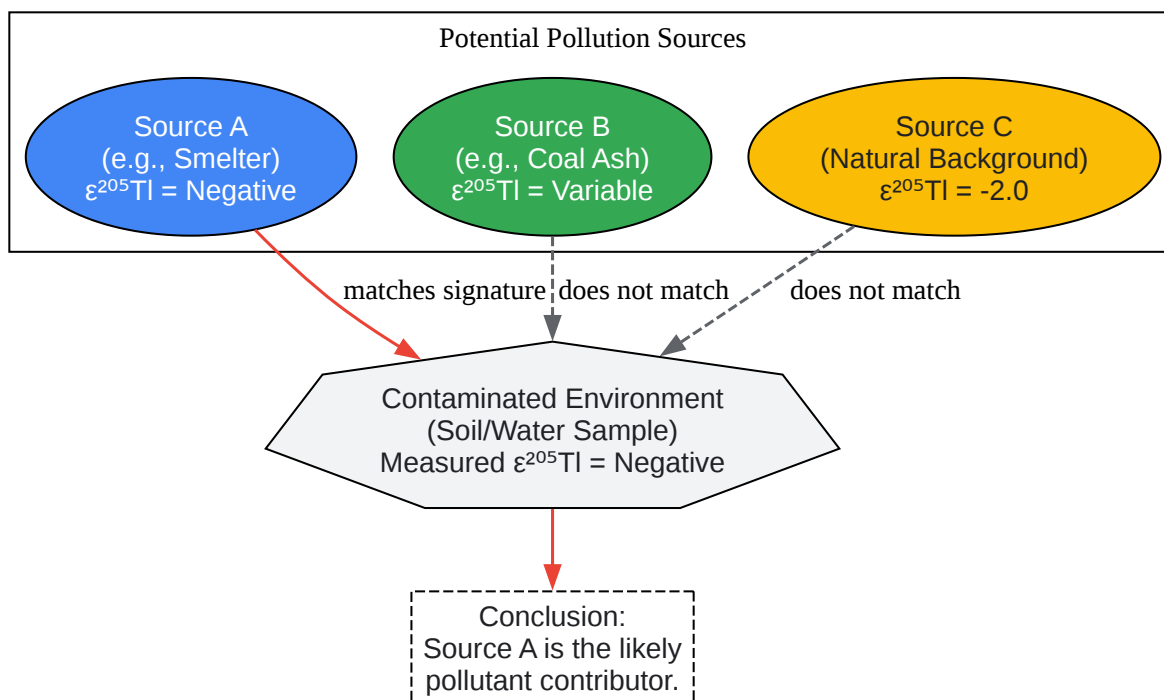 Potential Pollution Sources
Source A
(e.g., Smelter)
ε²⁰⁵Tl = Negative
Source B
(e.g., Coal Ash)
ε²⁰⁵Tl = Variable
Source C
(Natural Background)
ε²⁰⁵Tl = -2.0
matches signature
does not match
does not match
Contaminated Environment
(Soil/Water Sample)
Measured ε²⁰⁵Tl = Negative
Conclusion:
Source A is the likely
pollutant contributor.